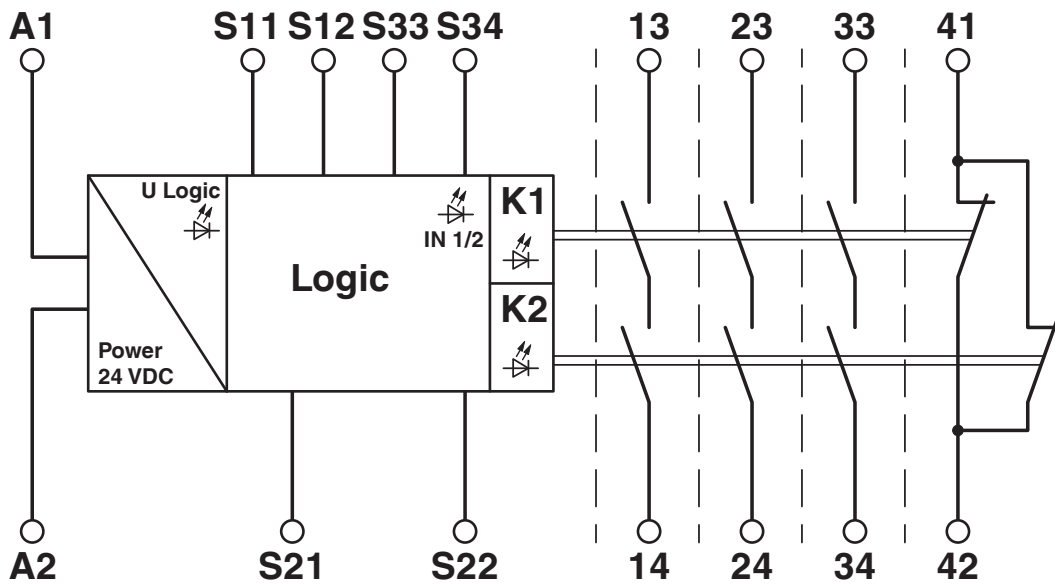 A1 S11 S12 S33 S34 13 23 33 41
U Logic
IN 1/2
K1
Logic
K2
Power
24 VDC
A2 S21 S22 14 24 34 42